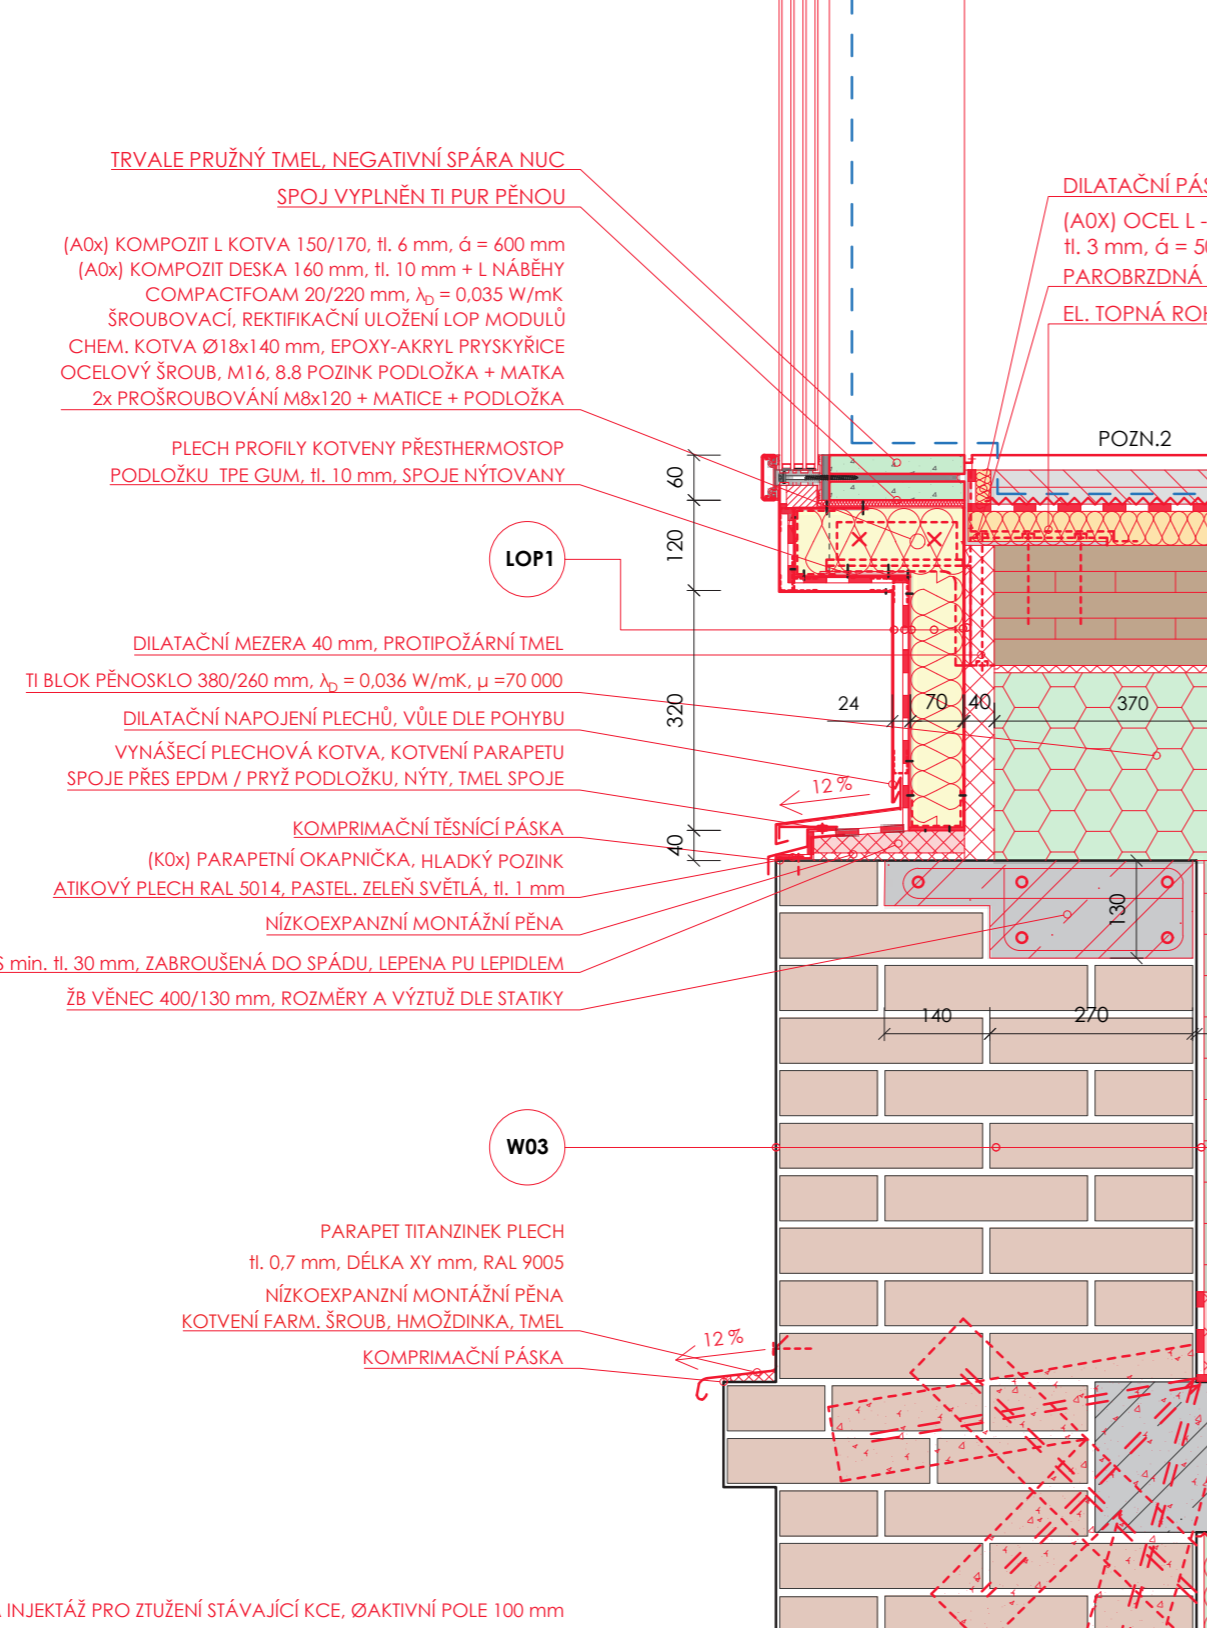 TRVALE PRUŽNÝ TMEL, NEGATIVNÍ SPÁRA NUC
SPOJ VYPLNĚN TI PUR PĚNOU
(A0x) KOMPOZIT L KOTVA 150/170, tl. 6 mm, á = 600 mm
(A0x) KOMPOZIT DESKA 160 mm, tl. 10 mm + L NÁBĚHY
COMPACTFOAM 20/220 mm, λD = 0,035 W/mK
ŠROUBOVACÍ, REKTIFIKAČNÍ ULOŽENÍ LOP MODULŮ
CHEM. KOTVA Ø18x140 mm, EPOXY-AKRYL PRYSKYŘICE
OCELOVÝ ŠROUB, M16, 8.8 POZINK PODLOŽKA + MATKA
2x PROŠROUBOVÁNÍ M8x120 + MATICE + PODLOŽKA
PLECH PROFILY KOTVENY PŘESTHERMOSTOP
PODLOŽKU TPE GUM, tl. 10 mm, SPOJE NÝTOVANY
LOP1
DILATAČNÍ MEZERA 40 mm, PROTIPOŽÁRNÍ TMEL
TI BLOK PĚNOSKLO 380/260 mm, λD = 0,036 W/mK, µ =70 000
DILATAČNÍ NAPOJENÍ PLECHŮ, VŮLE DLE POHYBU
VYNÁŠECÍ PLECHOVÁ KOTVA, KOTVENÍ PARAPETU
SPOJE PŘES EPDM / PRYŽ PODLOŽKU, NÝTY, TMEL SPOJE
KOMPRIMAČNÍ TĚSNÍCÍ PÁSKA
(K0x) PARAPETNÍ OKAPNIČKA, HLADKÝ POZINK
ATIKOVÝ PLECH RAL 5014, PASTEL. ZELEŇ SVĚTLÁ, tl. 1 mm
NÍZKOEXPANZNÍ MONTÁŽNÍ PĚNA
S min. tl. 30 mm, ZABROUŠENÁ DO SPÁDU, LEPENA PU LEPIDLEM
ŽB VĚNEC 400/130 mm, ROZMĚRY A VÝZTUŽ DLE STATIKY
W03
PARAPET TITANZINEK PLECH
tl. 0,7 mm, DÉLKA XY mm, RAL 9005
NÍZKOEXPANZNÍ MONTÁŽNÍ PĚNA
KOTVENÍ FARM. ŠROUB, HMOŽDINKA, TMEL
KOMPRIMAČNÍ PÁSKA
INJEKTÁŽ PRO ZTUŽENÍ STÁVAJÍCÍ KCE, ØAKTIVNÍ POLE 100 mm
60
120
320
40
24
70
40
370
12 %
130
140
270
12 %
DILATAČNÍ PÁS
(A0X) OCEL L -
tl. 3 mm, á = 50
PAROBRZDNÁ
EL. TOPNÁ ROH
POZN.2